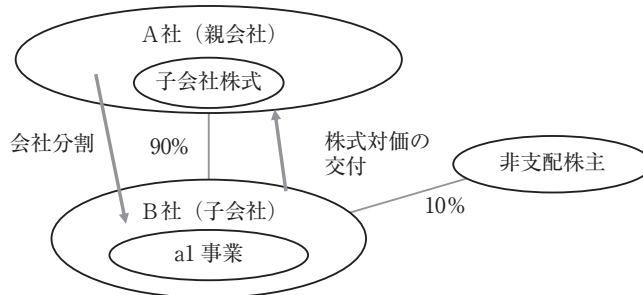 A社（親会社）
子会社株式
会社分割
90%
株式対価の
交付
非支配株主
B社（子会社）
10%
a1 事業